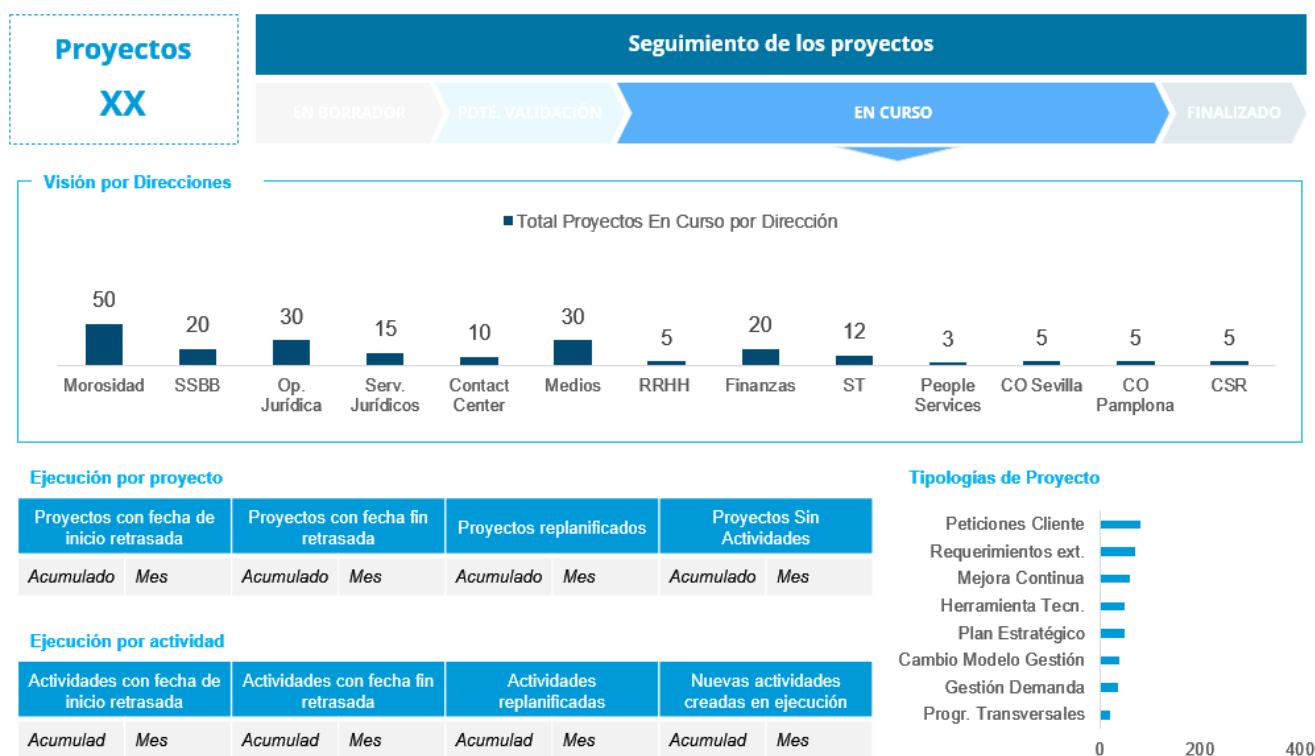 Proyectos
XX
Seguimiento de los proyectos
EN BORRADOR
PDTE. VALIDACIÓN
EN CURSO
FINALIZADO
Visión por Direcciones
Total Proyectos En Curso por Dirección
50 20 30 15 10 30 5 20 12 3 5 5 5
Morosidad SSBB Op. Serv. Contact Medios RRHH Finanzas ST People CO Sevilla CO CSR
Jurídica Jurídicos Center Services Pamplona
Ejecución por proyecto
Proyectos con fecha de Proyectos con fecha fin Proyectos replanificados Proyectos Sin
inicio retrasada retrasada Actividades
Acumulado Mes Acumulado Mes Acumulado Mes Acumulado Mes
Ejecución por actividad
Actividades con fecha de Actividades con fecha fin Actividades Nuevas actividades
inicio retrasada retrasada replanificadas creadas en ejecución
Acumulad Mes Acumulad Mes Acumulad Mes Acumulad Mes
Tipologías de Proyecto
Peticiones Cliente
Requerimientos ext.
Mejora Continua
Herramienta Tecn.
Plan Estratégico
Cambio Modelo Gestión
Gestión Demanda
Progr. Transversales
0 200 400